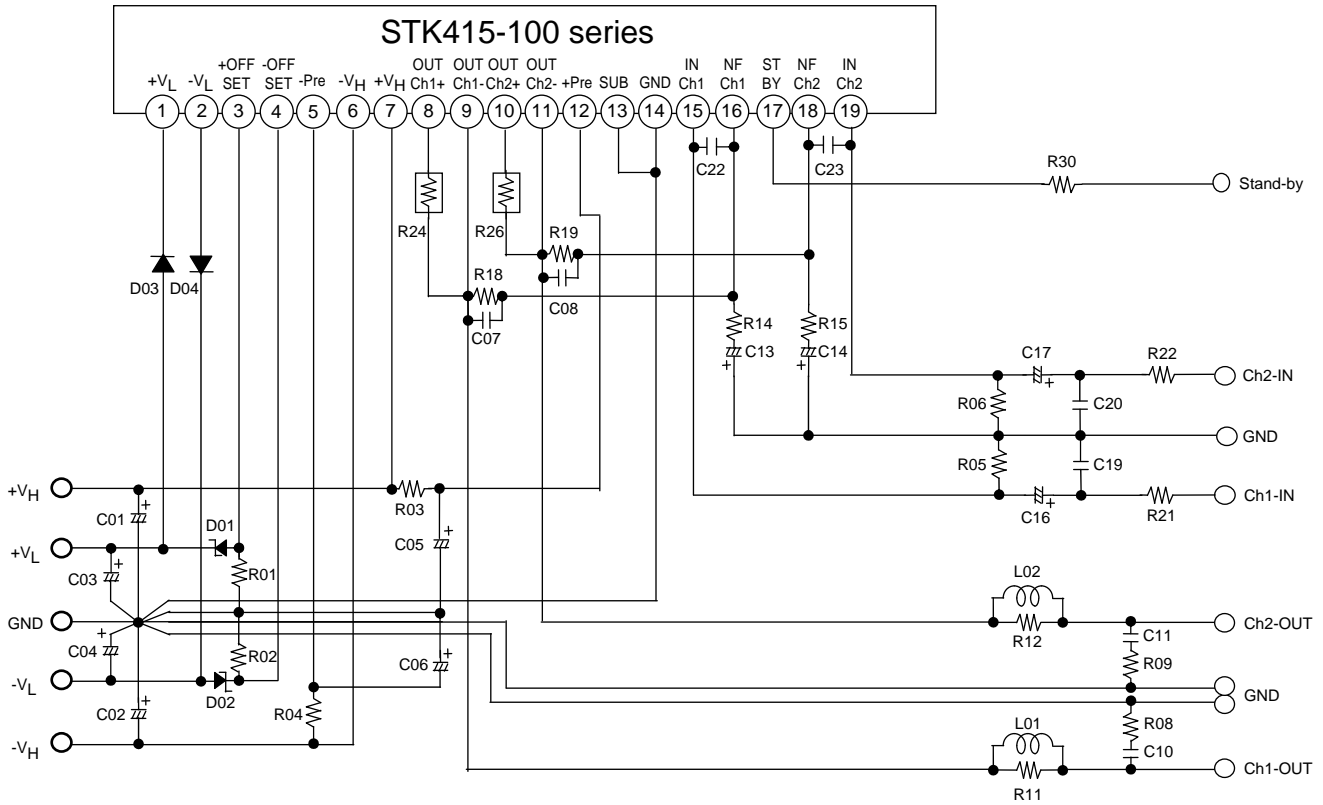 STK415-100 series
+VL
-VL
+OFF
SET
-OFF
SET
-Pre
-VH
+VH
OUT
Ch1+
OUT
Ch1-
OUT
Ch2+
OUT
Ch2-
+Pre
SUB
GND
IN
Ch1
NF
Ch1
ST
BY
NF
Ch2
IN
Ch2
1
2
3
4
5
6
7
8
9
10
11
12
13
14
15
16
17
18
19
C22
C23
R30
Stand-by
R24
R26
R19
D03
D04
R18
C08
C07
R14
R15
C13
+
C14
+
C17
+
R22
Ch2-IN
R06
C20
GND
R05
C19
C16
+
R21
Ch1-IN
+VH
C01
+
R03
+VL
C03
+
D01
R01
C05
+
GND
C04
+
R02
C06
+
-VL
D02
C02
+
R04
-VH
L02
R12
Ch2-OUT
C11
R09
GND
R08
C10
L01
R11
Ch1-OUT